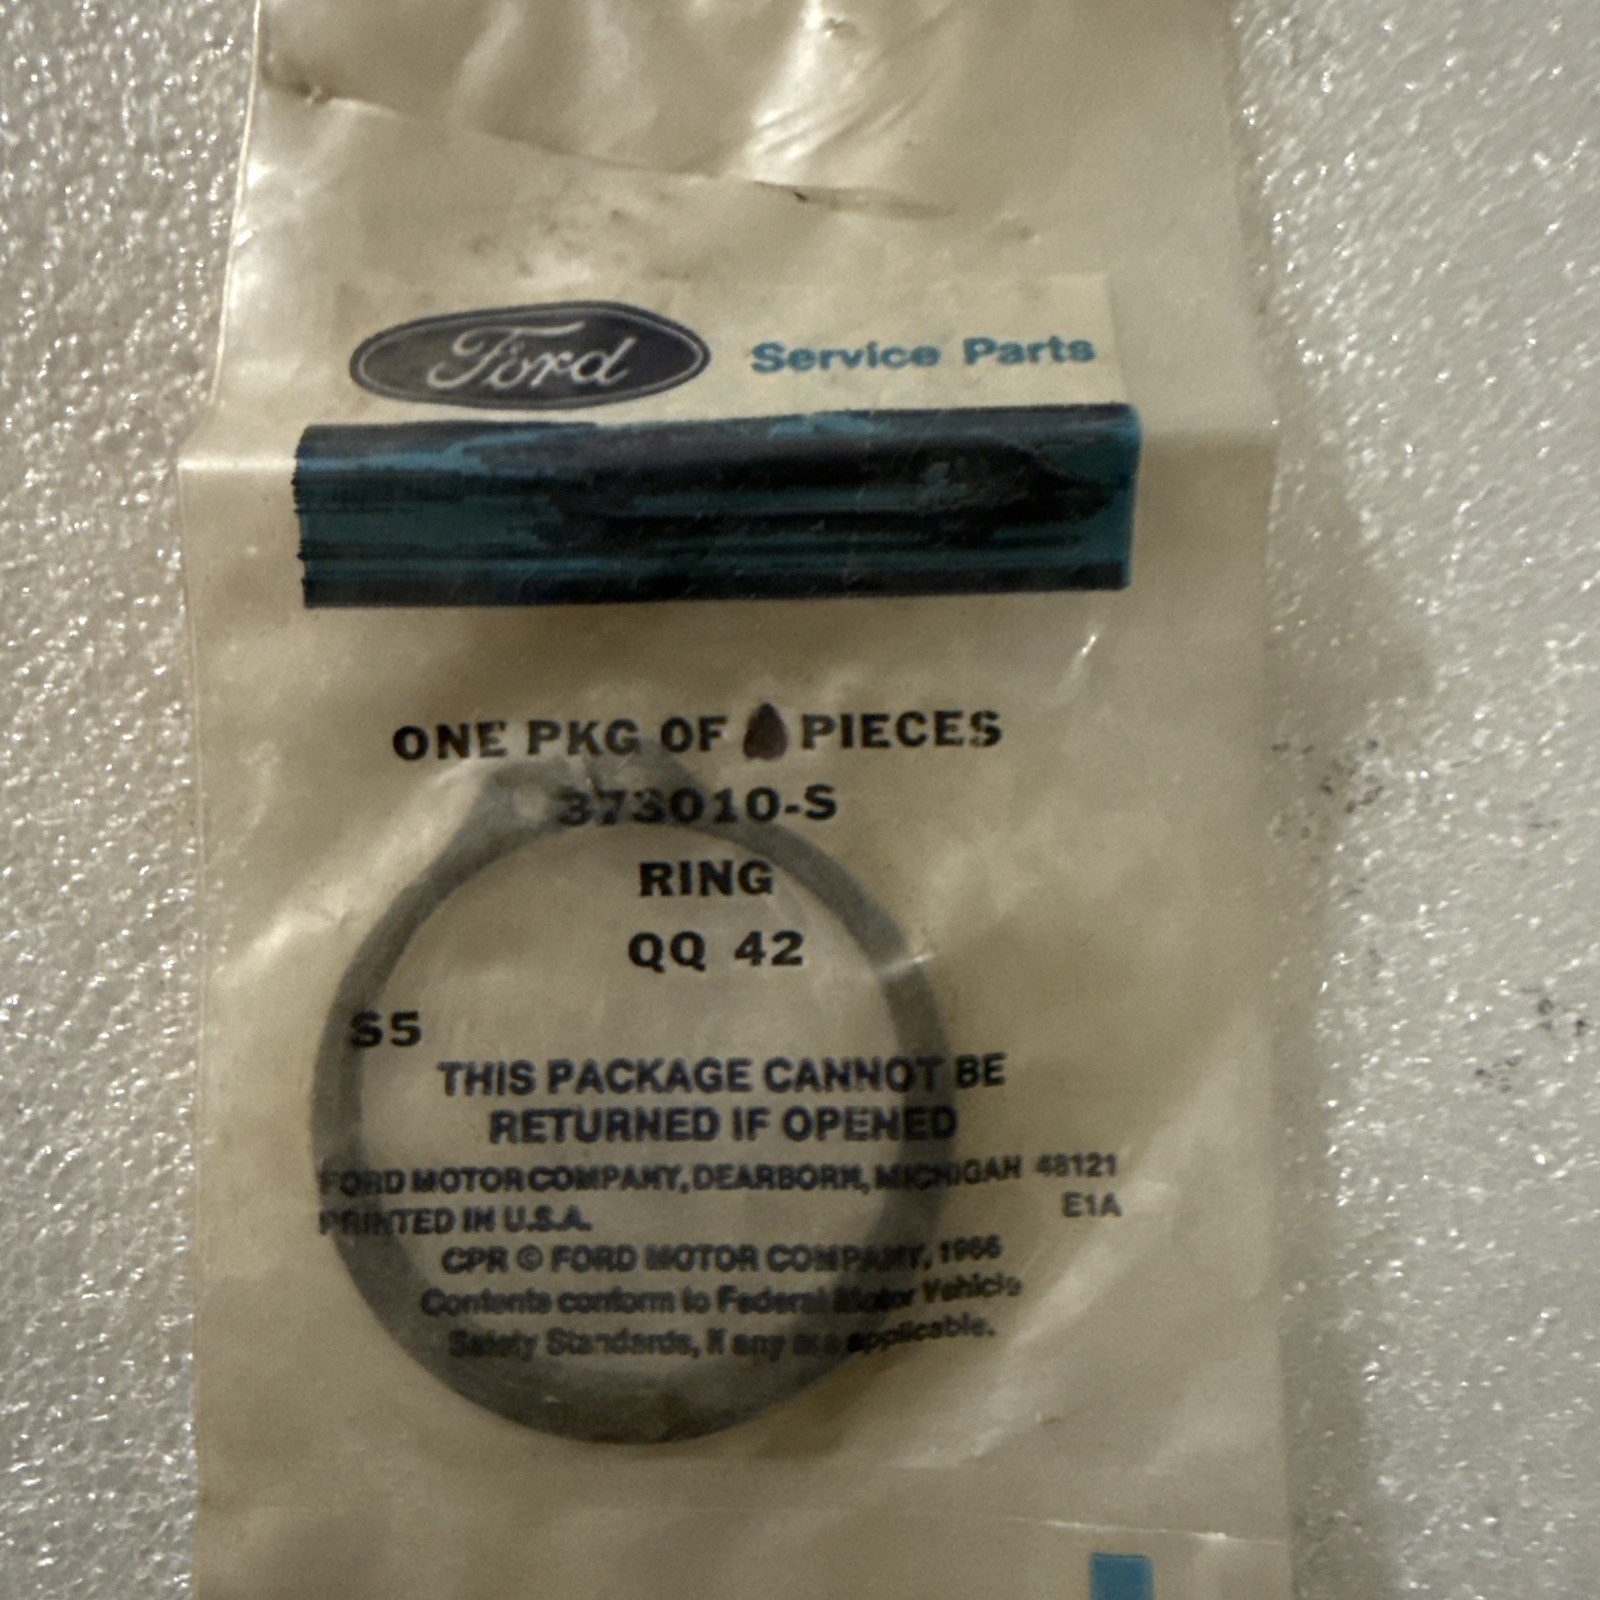 Ford Service Parts
ONE PKG OF PIECES
373010-S
RING
QQ 42
S5
THIS PACKAGE CANNOT BE
RETURNED IF OPENED
FORD MOTOR COMPANY, DEARBORN, MICHIGAN 48121
PRINTED IN U.S.A. E1A
CPR © FORD MOTOR COMPANY, 1966
Contents conform to Federal Motor Vehicle
Safety Standards, if any are applicable.